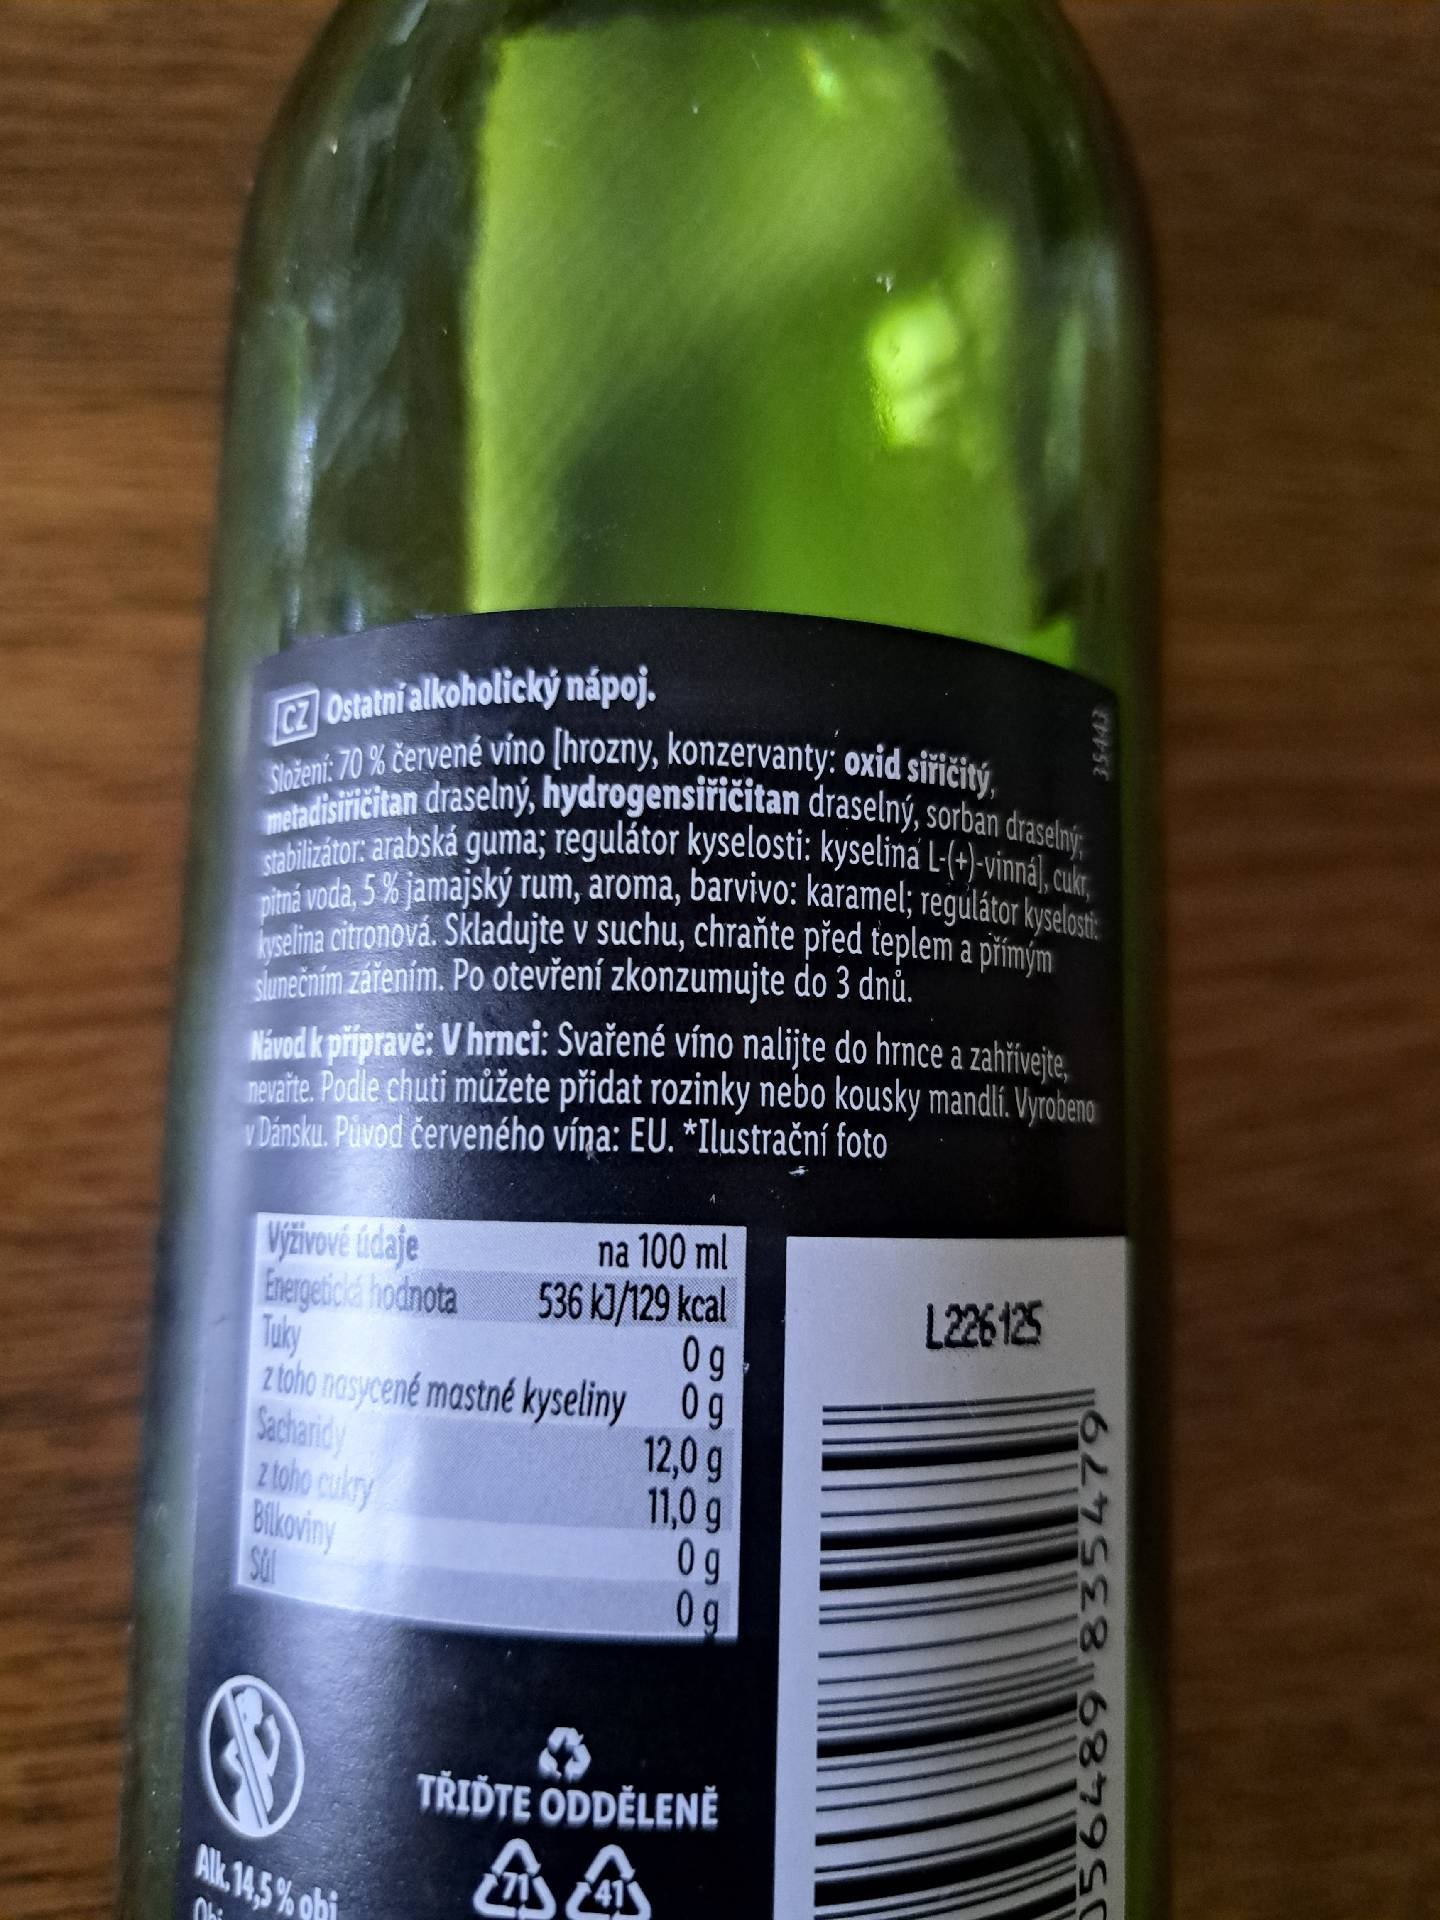 CZ Ostatní alkoholický nápoj.
Složení: 70 % červené víno [hrozny, konzervanty: oxid siřičitý,
metadisiřičitan draselný, hydrogensiřičitan draselný, sorban draselný;
stabilizátor: arabská guma; regulátor kyselosti: kyselina L-(+)-vinná], cukr,
pitná voda, 5 % jamajský rum, aroma, barvivo: karamel; regulátor kyselosti:
kyselina citronová. Skladujte v suchu, chraňte před teplem a přímým
slunečním zářením. Po otevření zkonzumujte do 3 dnů.
Návod k přípravě: V hrnci: Svařené víno nalijte do hrnce a zahřívejte,
nevařte. Podle chuti můžete přidat rozinky nebo kousky mandlí. Vyrobeno
v Dánsku. Původ červeného vína: EU. *Ilustrační foto
Výživové údaje na 100 ml
Energetická hodnota 536 kJ/129 kcal
Tuky 0 g
z toho nasycené mastné kyseliny 0 g
Sacharidy 12,0 g
z toho cukry 11,0 g
Bílkoviny 0 g
Sůl 0 g
L226125
056489 835479
TŘIĎTE ODDĚLENĚ
71 41
Alk. 14,5 % obj